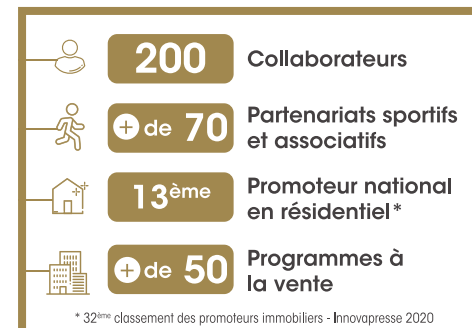 200 Collaborateurs
+ de 70 Partenariats sportifs
et associatifs
13ème Promoteur national
en résidentiel*
+ de 50 Programmes à
la vente
* 32ème classement des promoteurs immobiliers - Innovapresse 2020